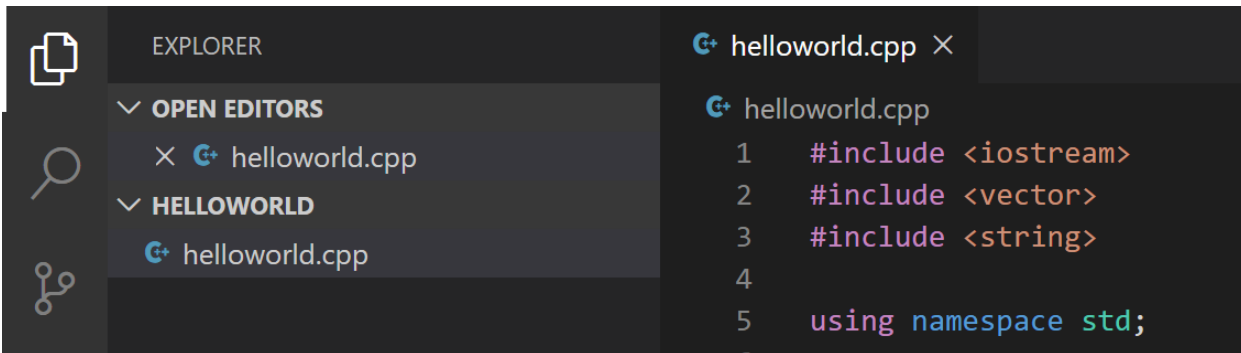 EXPLORER
OPEN EDITORS
helloworld.cpp
HELLOWORLD
helloworld.cpp
helloworld.cpp
helloworld.cpp
1 #include <iostream>
2 #include <vector>
3 #include <string>
4
5 using namespace std;